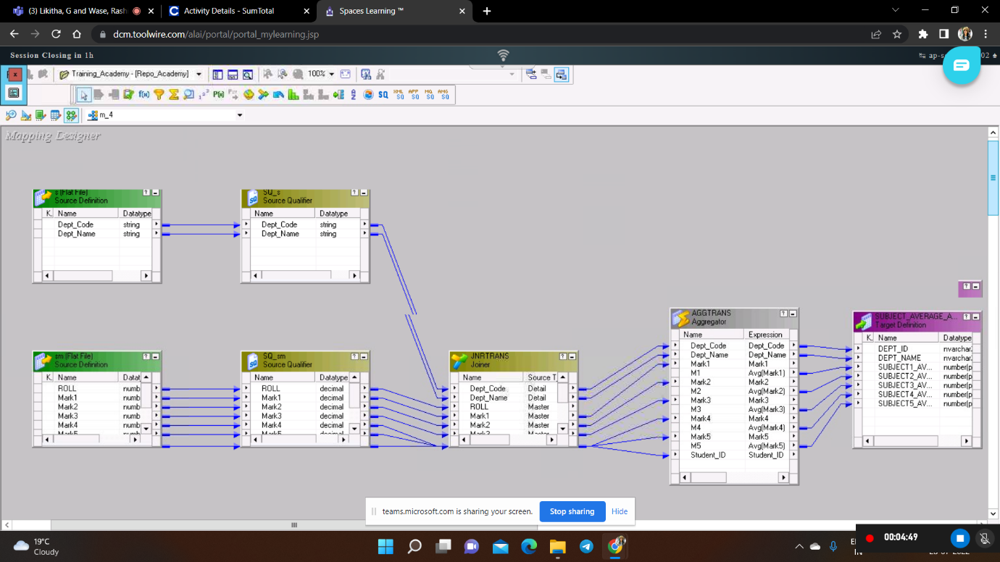 (3) Likitha, G and Wase, Rash
Activity Details - SumTotal
Spaces Learning ™
dcm.toolwire.com/alai/portal/portal_mylearning.jsp
Session Closing in 1h
Training_Academy - [Repo_Academy]
100%
m_4
Mapping Designer
s (Flat File)
Source Definition
K. Name Datatype
Dept_Code string
Dept_Name string
SQ_s
Source Qualifier
Name Datatype
Dept_Code string
Dept_Name string
sm (Flat File)
Source Definition
K. Name Datat
ROLL numb
Mark1 numb
Mark2 numb
Mark3 numb
Mark4 numb
Mark5 numb
SQ_sm
Source Qualifier
Name Datatype
ROLL decimal
Mark1 decimal
Mark2 decimal
Mark3 decimal
Mark4 decimal
Mark5 decimal
JNRTRANS
Joiner
Name Source T
Dept_Code Detail
Dept_Name Detail
ROLL Master
Mark1 Master
Mark2 Master
AGGTRANS
Aggregator
Name Expression
Dept_Code Dept_Code
Dept_Name Dept_Name
Mark1 Mark1
M1 Avg(Mark1)
Mark2 Mark2
M2 Avg(Mark2)
Mark3 Mark3
M3 Avg(Mark3)
Mark4 Mark4
M4 Avg(Mark4)
Mark5 Mark5
M5 Avg(Mark5)
Student_ID Student_ID
SUBJECT_AVERAGE_A...
Target Definition
K. Name Datatype
DEPT_ID nvarchar.
DEPT_NAME nvarchar.
SUBJECT1_AV... number(p
SUBJECT2_AV... number(p
SUBJECT3_AV... number(p
SUBJECT4_AV... number(p
SUBJECT5_AV... number(p
teams.microsoft.com is sharing your screen.
Stop sharing
Hide
19°C
Cloudy
00:04:49